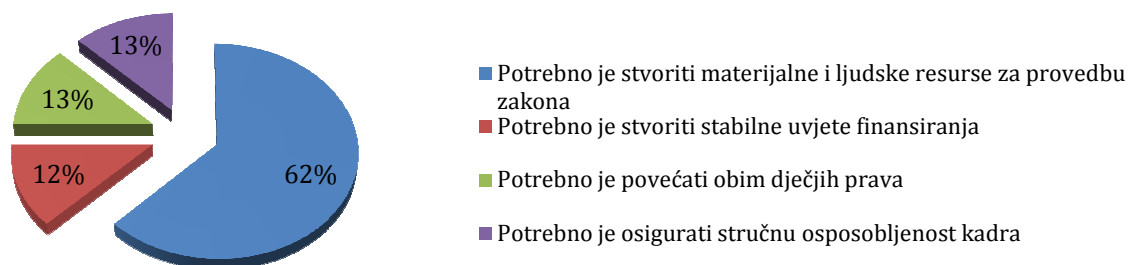 13%
13%
12%
62%
Potrebno je stvoriti materijalne i ljudske resurse za provedbu
zakona
Potrebno je stvoriti stabilne uvjete finansiranja
Potrebno je povećati obim dječjih prava
Potrebno je osigurati stručnu osposobljenost kadra